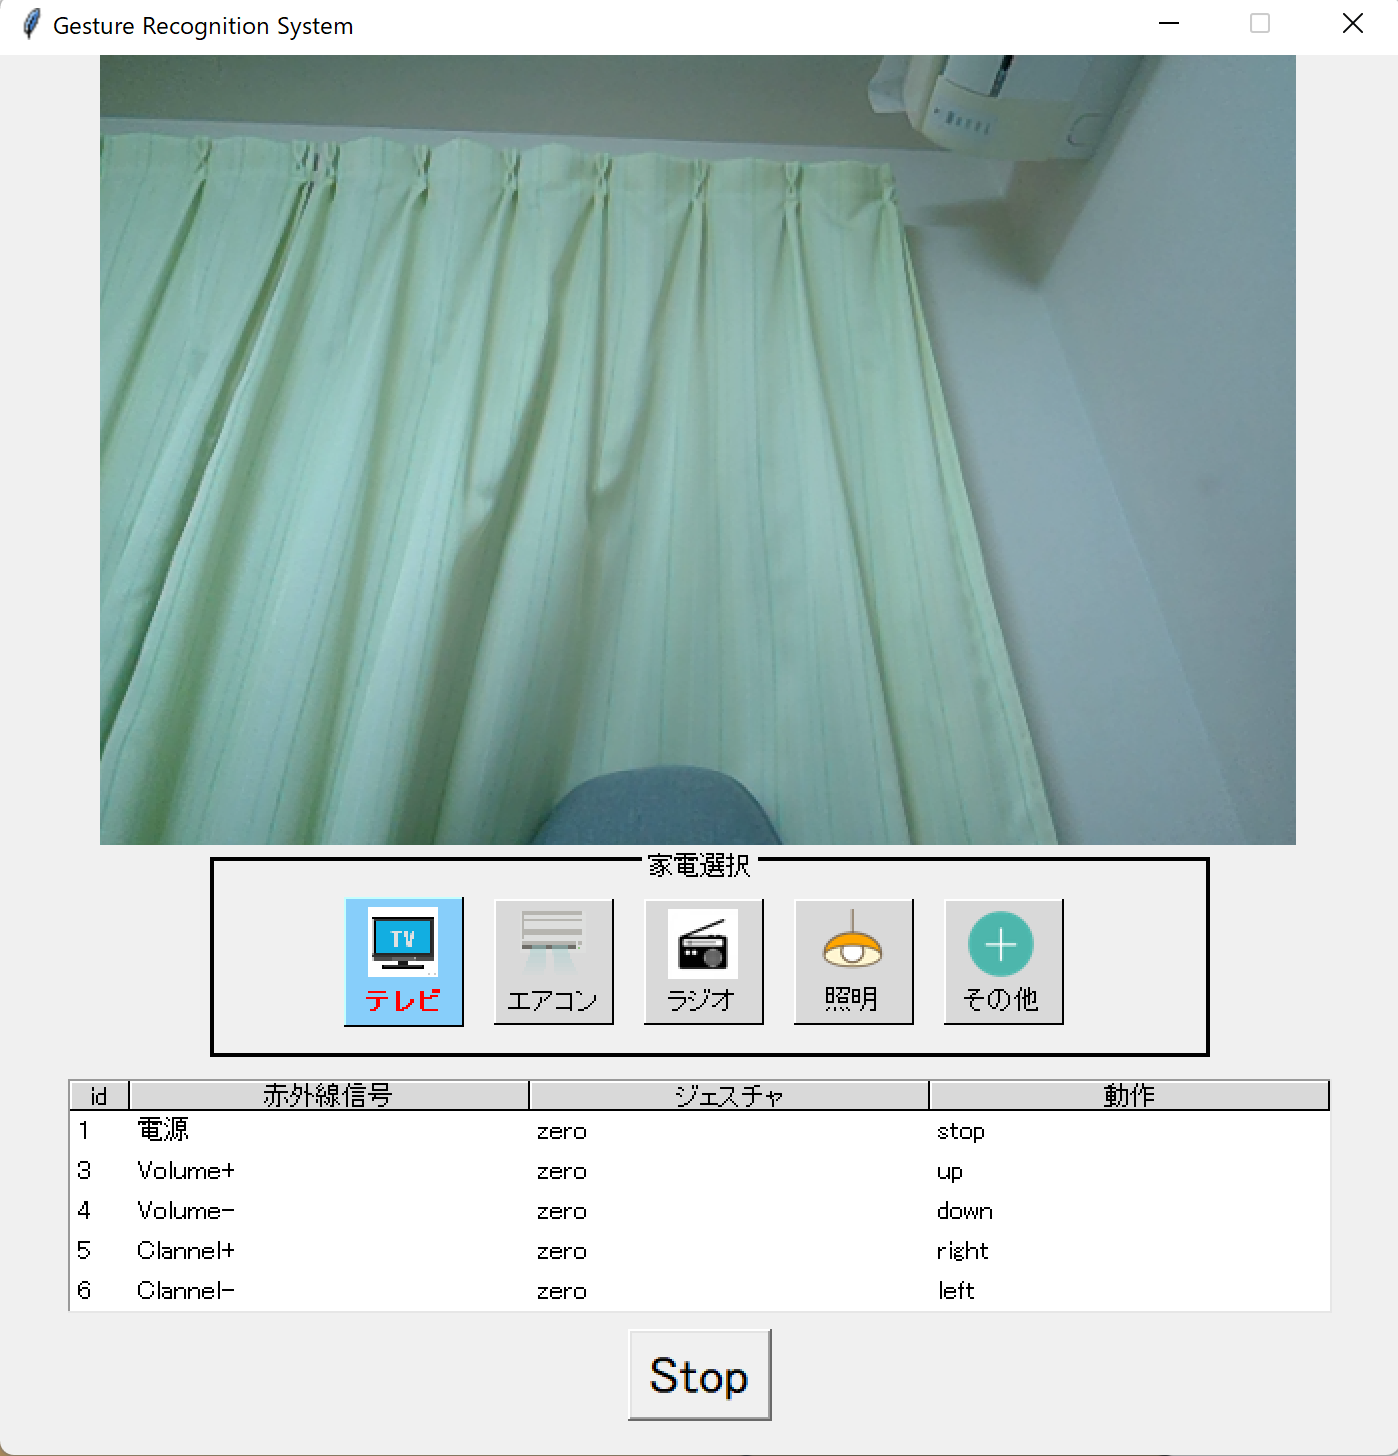 Gesture Recognition System
家電選択
TV
テレビ
エアコン
ラジオ
照明
その他
id 赤外線信号 ジェスチャ 動作
1 電源 zero stop
3 Volume+ zero up
4 Volume- zero down
5 Clannel+ zero right
6 Clannel- zero left
Stop